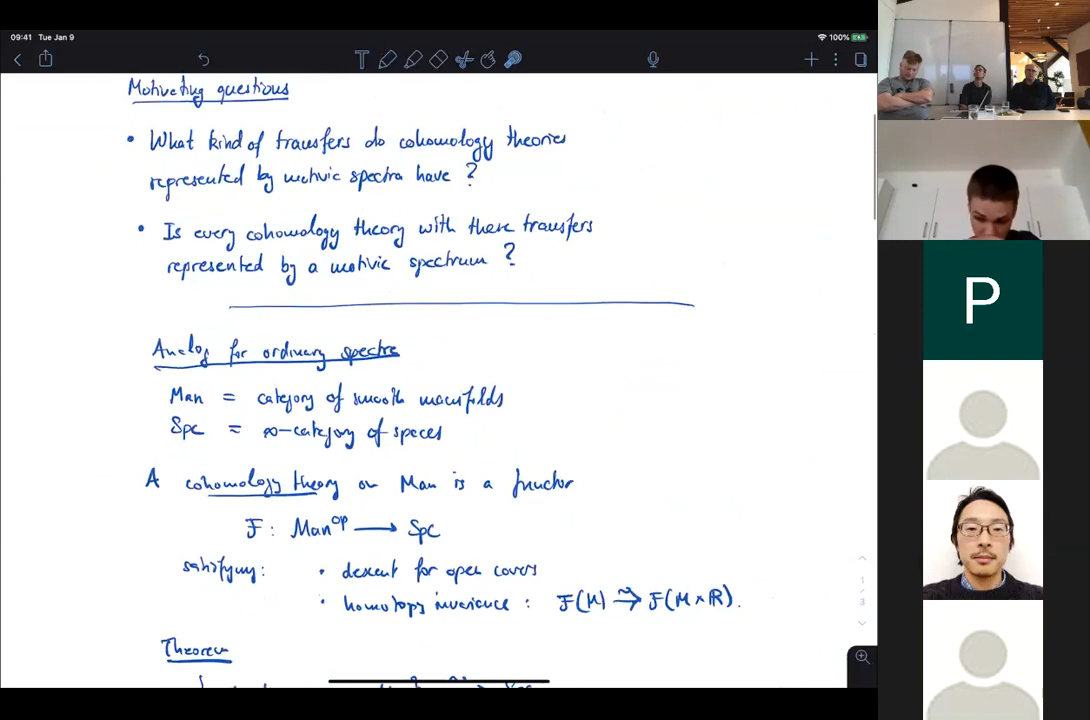 09:41 Tue Jan 9
100%
Motivating questions
• What kind of transfers do cohomology theories
represented by motivic spectra have ?
• Is every cohomology theory with these transfers
represented by a motivic spectrum ?
Analog for ordinary spectra
Man = category of smooth manifolds
Spc = ∞-category of spaces
A cohomology theory on Man is a functor
F : Man^op → Spc
satisfying: • descent for open covers
• homotopy invariance : F(M) ⥲ F(M × R).
Theorem
1
3
P